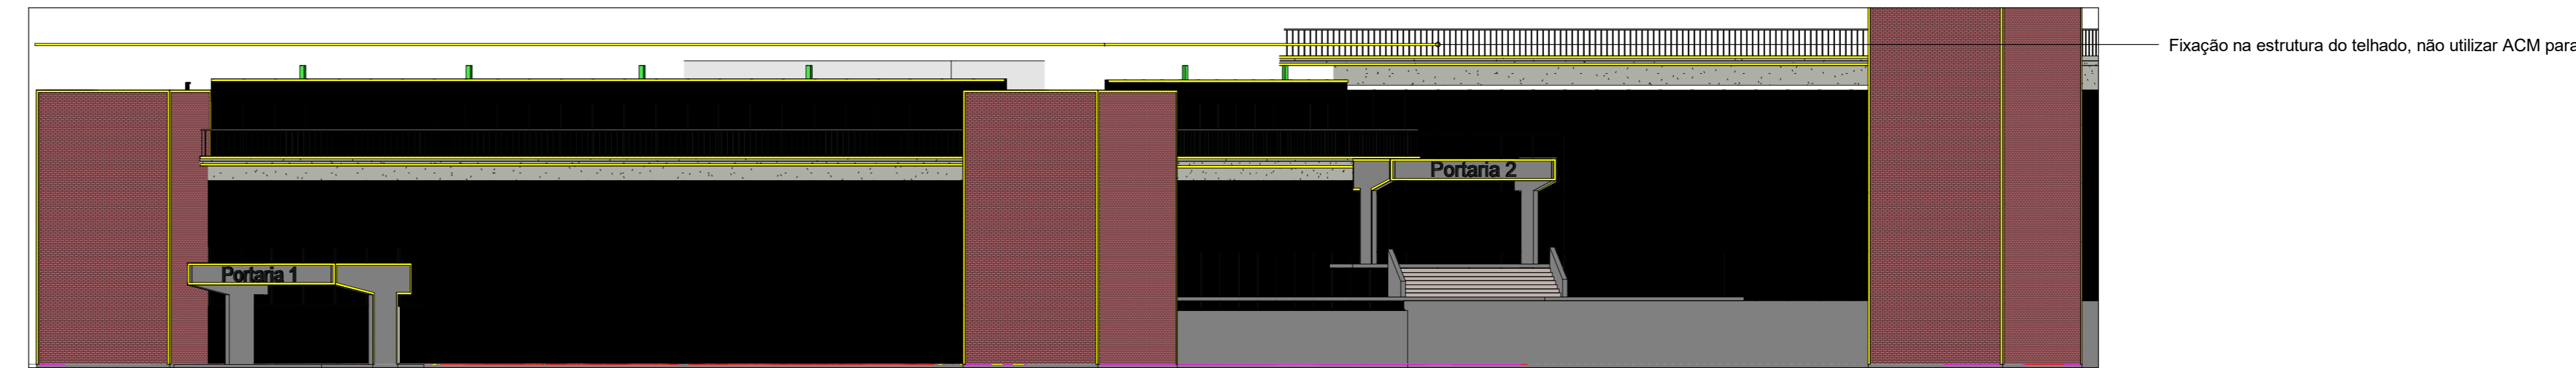 Fixação na estrutura do telhado, não utilizar ACM para
Portaria 2
Portaria 1